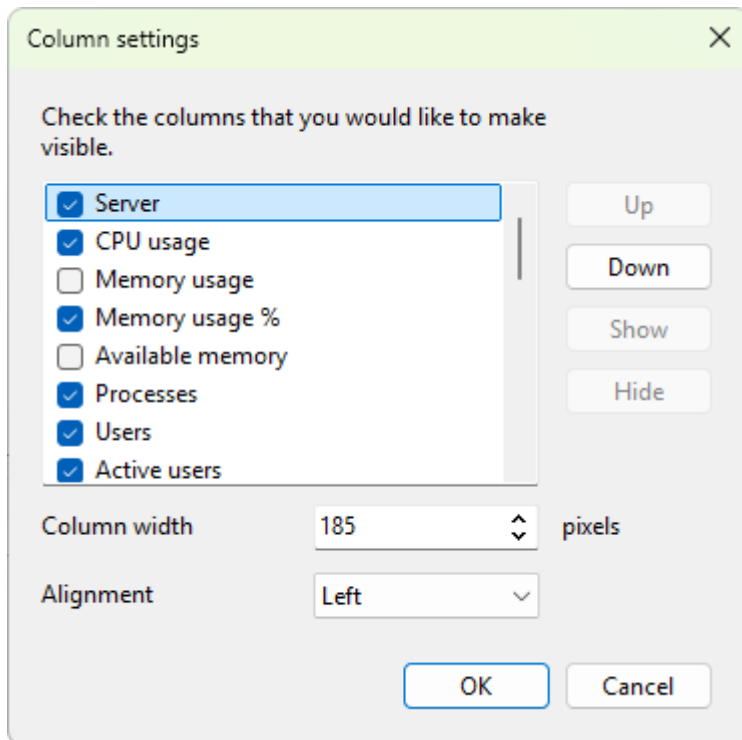 Column settings
Check the columns that you would like to make
visible.
Server
CPU usage
Memory usage
Memory usage %
Available memory
Processes
Users
Active users
Up
Down
Show
Hide
Column width
185
pixels
Alignment
Left
OK
Cancel